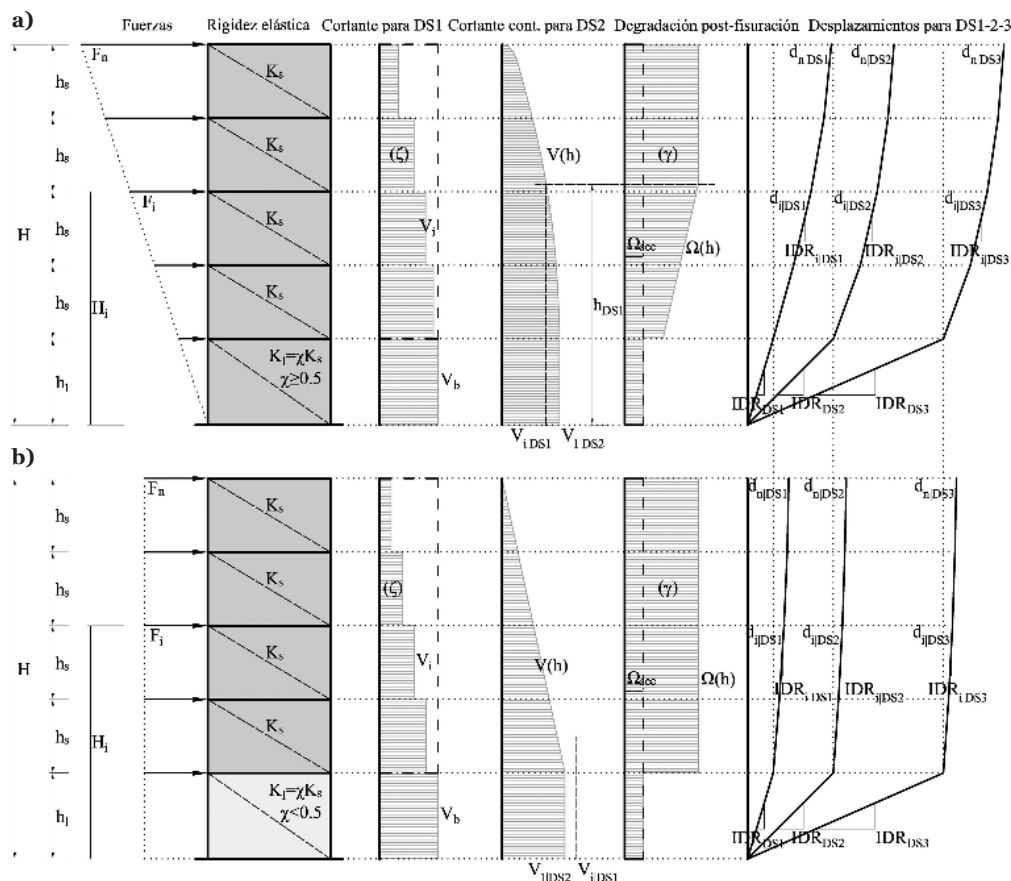 a)
Fuerzas Rigidez elástica Cortante para DS1 Cortante cont. para DS2 Degradación post-fisuración Desplazamientos para DS1-2-3
Fn
dn DS1 dn|DS2 dn DS3
hs Ks
hs Ks (ζ) V(h) (γ)
Fi
di|DS1 di|DS2 di|DS3
H hs Ks Vi Ωdec Ω(h) IDRi|DS1 IDRi|DS2 IDRi|DS3
hs Hi Ks hDS1
hl K1=χKs
χ≥0.5
Vb
IDRDS1 IDRDS2 IDRDS3
Vi DS1 V1 DS2
b)
Fn
dn|DS1 dn|DS2 dn|DS3
hs Ks
hs Ks (ζ) (γ)
Fi
di|DS1 di|DS2 di|DS3
H hs Ks Vi V(h) Ωdec Ω(h) IDRi DS1 IDRi|DS2 IDRi DS3
hs Hi Ks
hl K1=χKs
χ<0.5
Vb
IDRDS1 IDRDS2 IDRDS3
V1|DS2 Vi|DS1